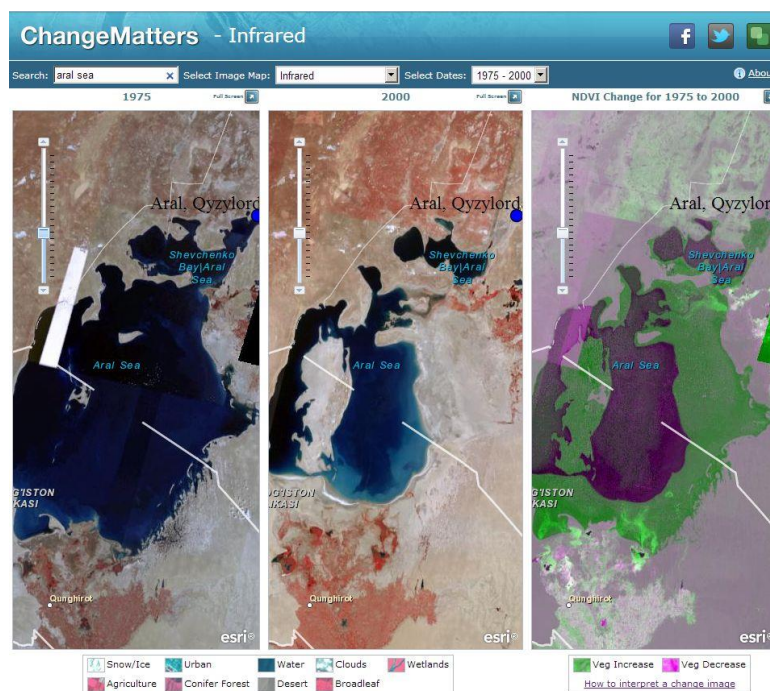 ChangeMatters - Infrared
Search: aral sea x Select Image Map: Infrared Select Dates: 1975 - 2000 Abou
1975 Full Screen 2000 Full Screen NDVI Change for 1975 to 2000
Aral, Qyzylord Aral, Qyzylord Aral, Qyzylord
Shevchenko Shevchenko Shevchenko
Bay|Aral Bay|Aral Bay|Aral
Sea Sea Sea
Aral Sea Aral Sea Aral Sea
G'ISTON G'ISTON G'ISTON
KASI IKASI KASI
Qunghirot Qunghirot Qunghirot
esri® esri® esri®
Snow/Ice Urban Water Clouds Wetlands Veg Increase Veg Decrease
Agriculture Conifer Forest Desert Broadleaf How to interpret a change image